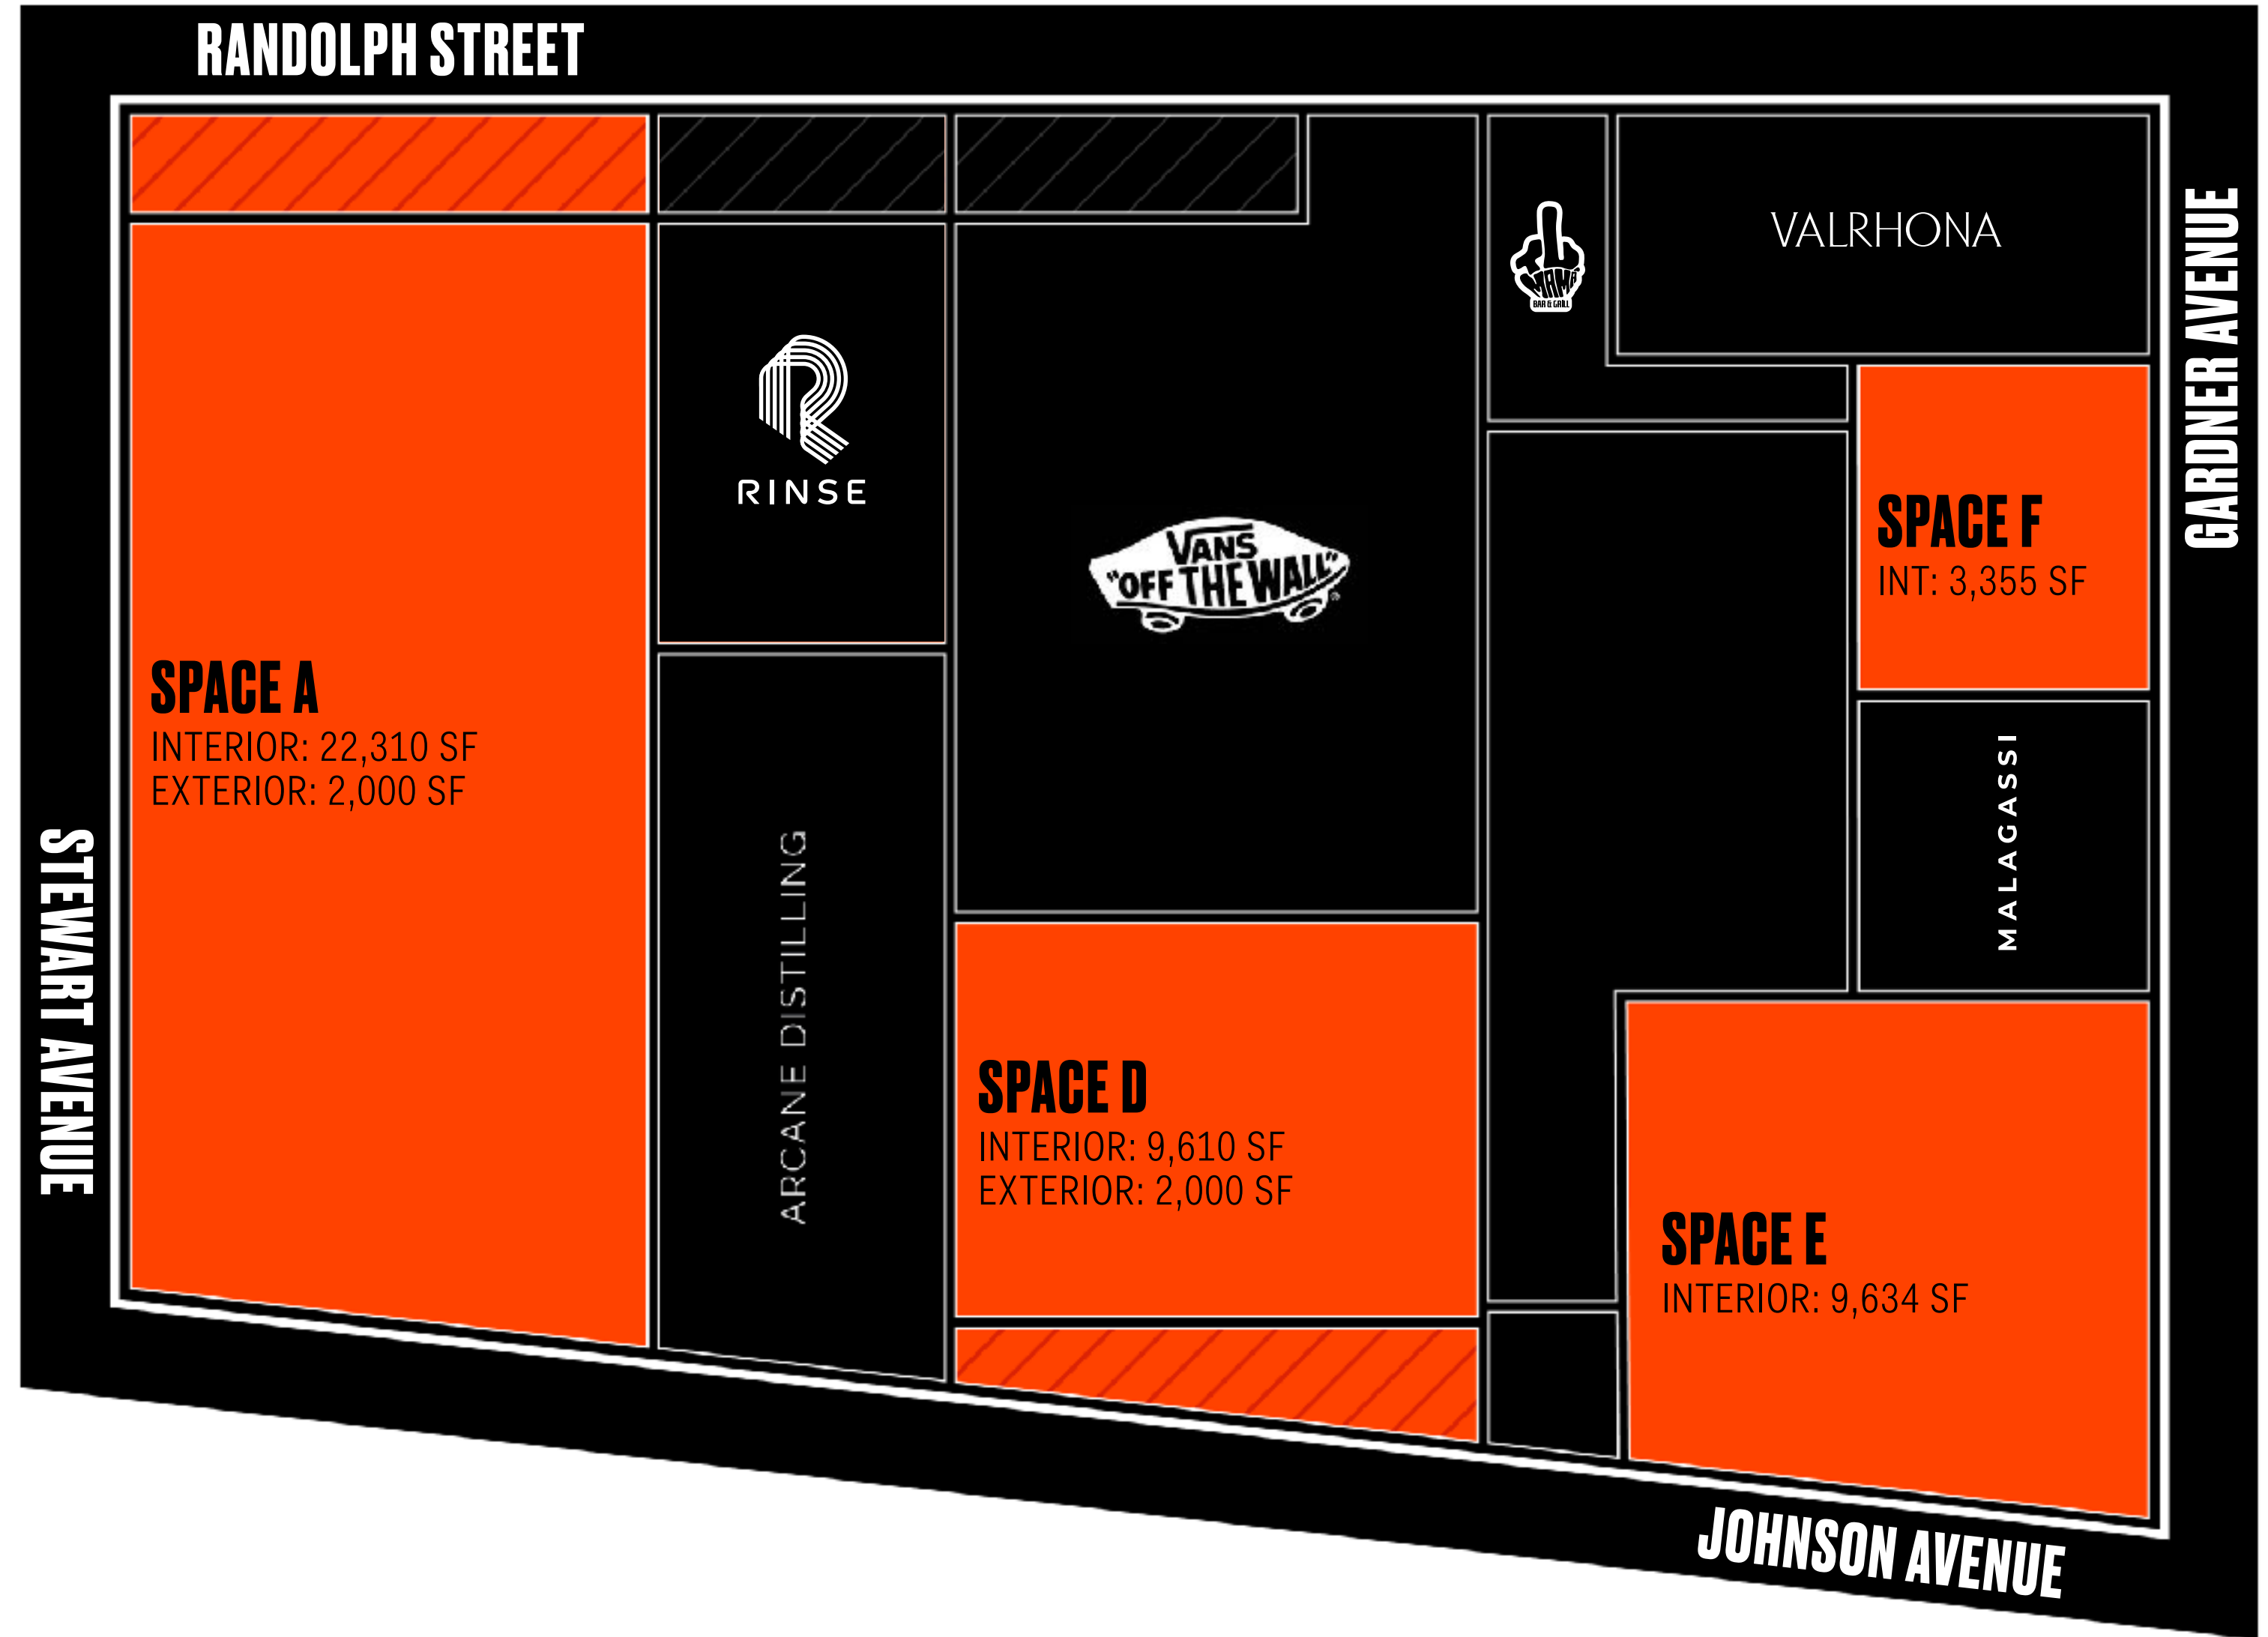 RANDOLPH STREET
VALRHONA
GARDNER AVENUE
BAR & GRILL
RINSE
VANS
"OFF THE WALL"®
SPACE F
INT: 3,355 SF
SPACE A
INTERIOR: 22,310 SF
EXTERIOR: 2,000 SF
MALAGASSI
STEWART AVENUE
ARCANE DISTILLING
SPACE D
INTERIOR: 9,610 SF
EXTERIOR: 2,000 SF
SPACE E
INTERIOR: 9,634 SF
JOHNSON AVENUE